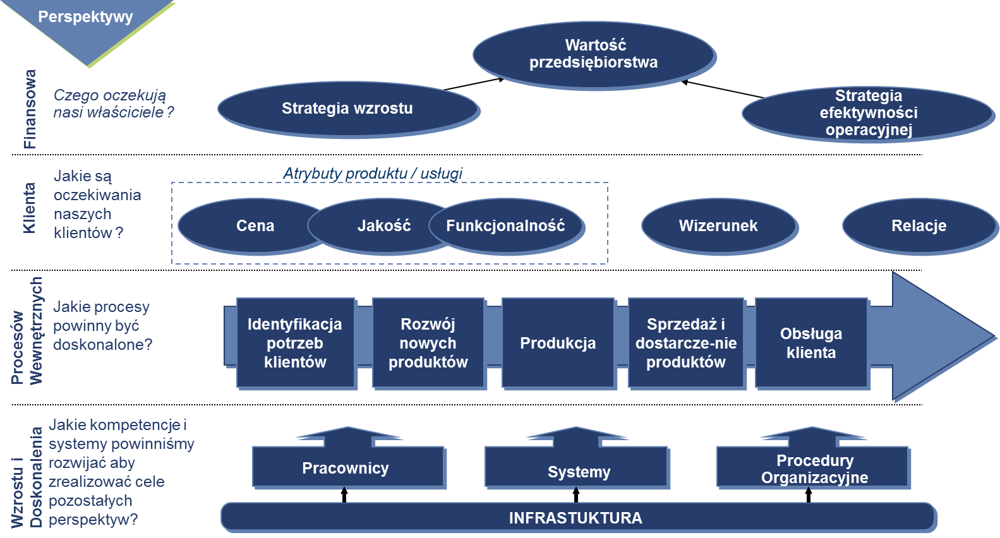 Perspektywy
Finansowa
Czego oczekują
nasi właściciele ?
Wartość
przedsiębiorstwa
Strategia wzrostu
Strategia
efektywności
operacyjnej
Klienta
Jakie są
oczekiwania
naszych
klientów ?
Atrybuty produktu / usługi
Cena
Jakość
Funkcjonalność
Wizerunek
Relacje
Procesów
Wewnętrznych
Jakie procesy
powinny być
doskonalone?
Identyfikacja
potrzeb
klientów
Rozwój
nowych
produktów
Produkcja
Sprzedaż i
dostarcze-nie
produktów
Obsługa
klienta
Wzrostu i
Doskonalenia
Jakie kompetencje i
systemy powinniśmy
rozwijać aby
zrealizować cele
pozostałych
perspektyw?
Pracownicy
Systemy
Procedury
Organizacyjne
INFRASTUKTURA